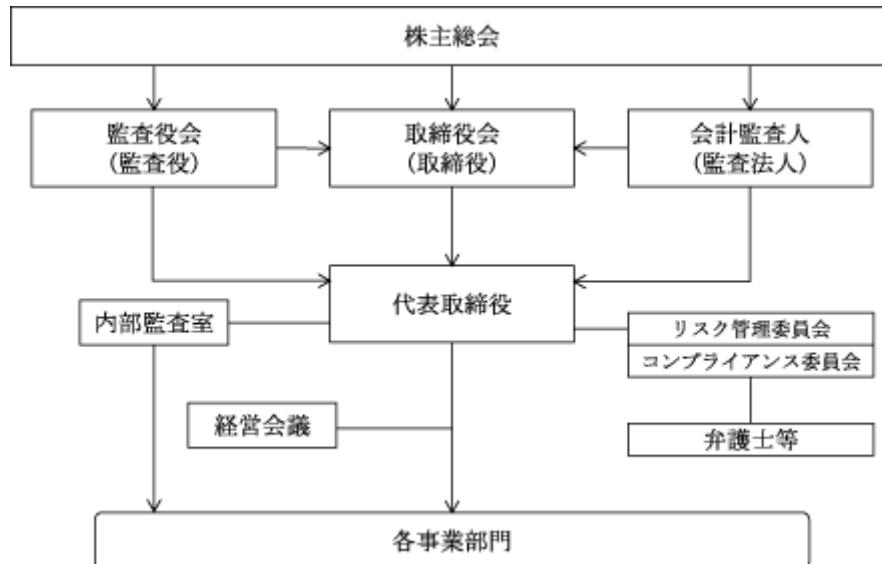 株主総会
監査役会
(監査役)
取締役会
(取締役)
会計監査人
(監査法人)
代表取締役
内部監査室
リスク管理委員会
コンプライアンス委員会
経営会議
弁護士等
各事業部門